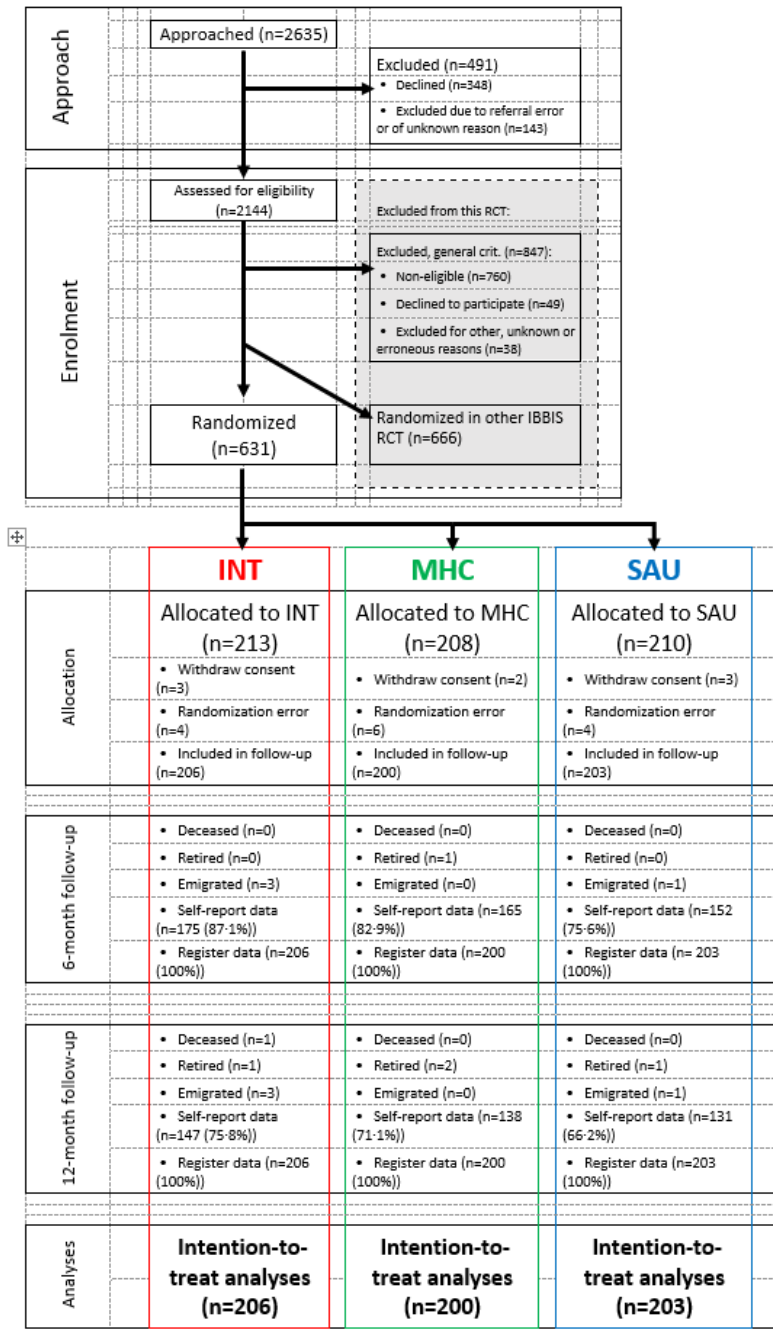 Approach
Approached (n=2635)
Excluded (n=491)
• Declined (n=348)
• Excluded due to referral error
or of unknown reason (n=143)
Enrolment
Assessed for eligibility
(n=2144)
Excluded from this RCT:
Excluded, general crit. (n=847):
• Non-eligible (n=760)
• Declined to participate (n=49)
• Excluded for other, unknown or
erroneous reasons (n=38)
Randomized
(n=631)
Randomized in other IBBIS
RCT (n=666)
INT
MHC
SAU
Allocation
Allocated to INT
(n=213)
• Withdraw consent
(n=3)
• Randomization error
(n=4)
• Included in follow-up
(n=206)
Allocated to MHC
(n=208)
• Withdraw consent (n=2)
• Randomization error
(n=6)
• Included in follow-up
(n=200)
Allocated to SAU
(n=210)
• Withdraw consent (n=3)
• Randomization error
(n=4)
• Included in follow-up
(n=203)
6-month follow-up
• Deceased (n=0)
• Retired (n=0)
• Emigrated (n=3)
• Self-report data
(n=175 (87·1%))
• Register data (n=206
(100%))
• Deceased (n=0)
• Retired (n=1)
• Emigrated (n=0)
• Self-report data (n=165
(82·9%))
• Register data (n=200
(100%))
• Deceased (n=0)
• Retired (n=0)
• Emigrated (n=1)
• Self-report data (n=152
(75·6%))
• Register data (n= 203
(100%))
12-month follow-up
• Deceased (n=1)
• Retired (n=1)
• Emigrated (n=3)
• Self-report data
(n=147 (75·8%))
• Register data (n=206
(100%))
• Deceased (n=0)
• Retired (n=2)
• Emigrated (n=0)
• Self-report data (n=138
(71·1%))
• Register data (n=200
(100%))
• Deceased (n=0)
• Retired (n=1)
• Emigrated (n=1)
• Self-report data (n=131
(66·2%))
• Register data (n=203
(100%))
Analyses
Intention-to-
treat analyses
(n=206)
Intention-to-
treat analyses
(n=200)
Intention-to-
treat analyses
(n=203)